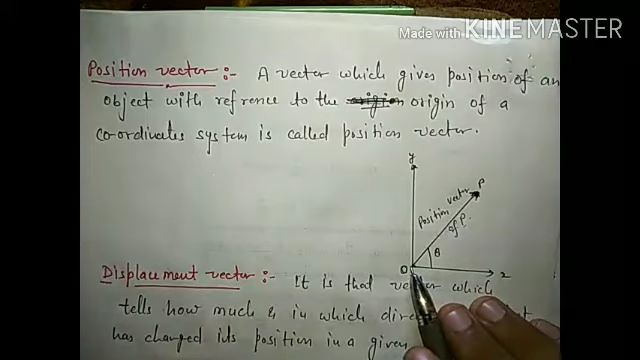 Made with KINEMASTER
Position vector :- A vector which gives position of an
object with reference to the origin of a
co-ordinates system is called position vector.
y
P
Position vector
of P.
θ
O
x
Displacement vector :- It is that vector which
tells how much & in which
has changed its position in a given